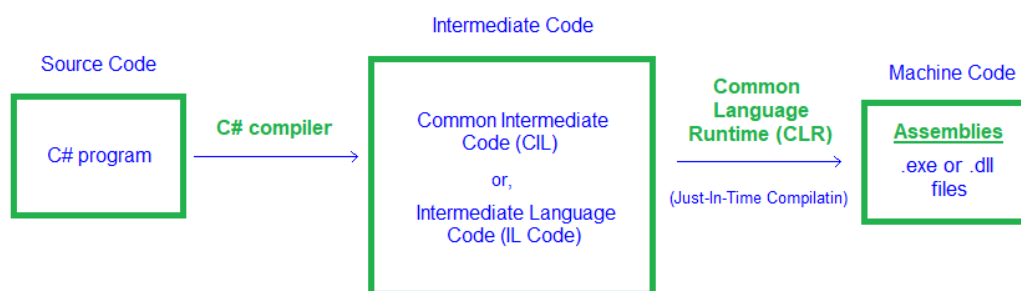 Intermediate Code
Source Code
Machine Code
C# program
C# compiler
Common Intermediate
Code (CIL)
or,
Intermediate Language
Code (IL Code)
Common
Language
Runtime (CLR)
(Just-In-Time Compilatin)
Assemblies
.exe or .dll
files